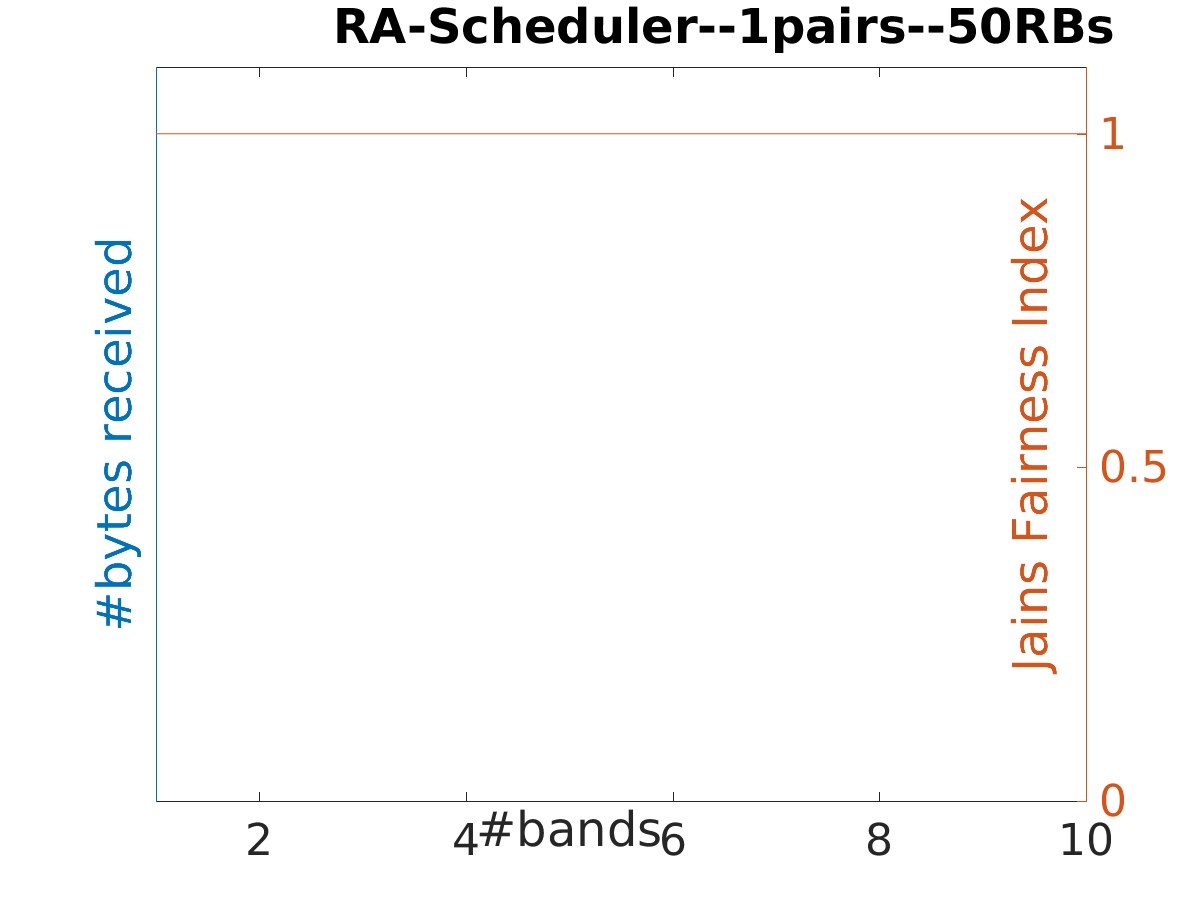 RA-Scheduler--1pairs--50RBs
#bytes received
Jains Fairness Index
1
0.5
0
2
4
6
8
10
#bands